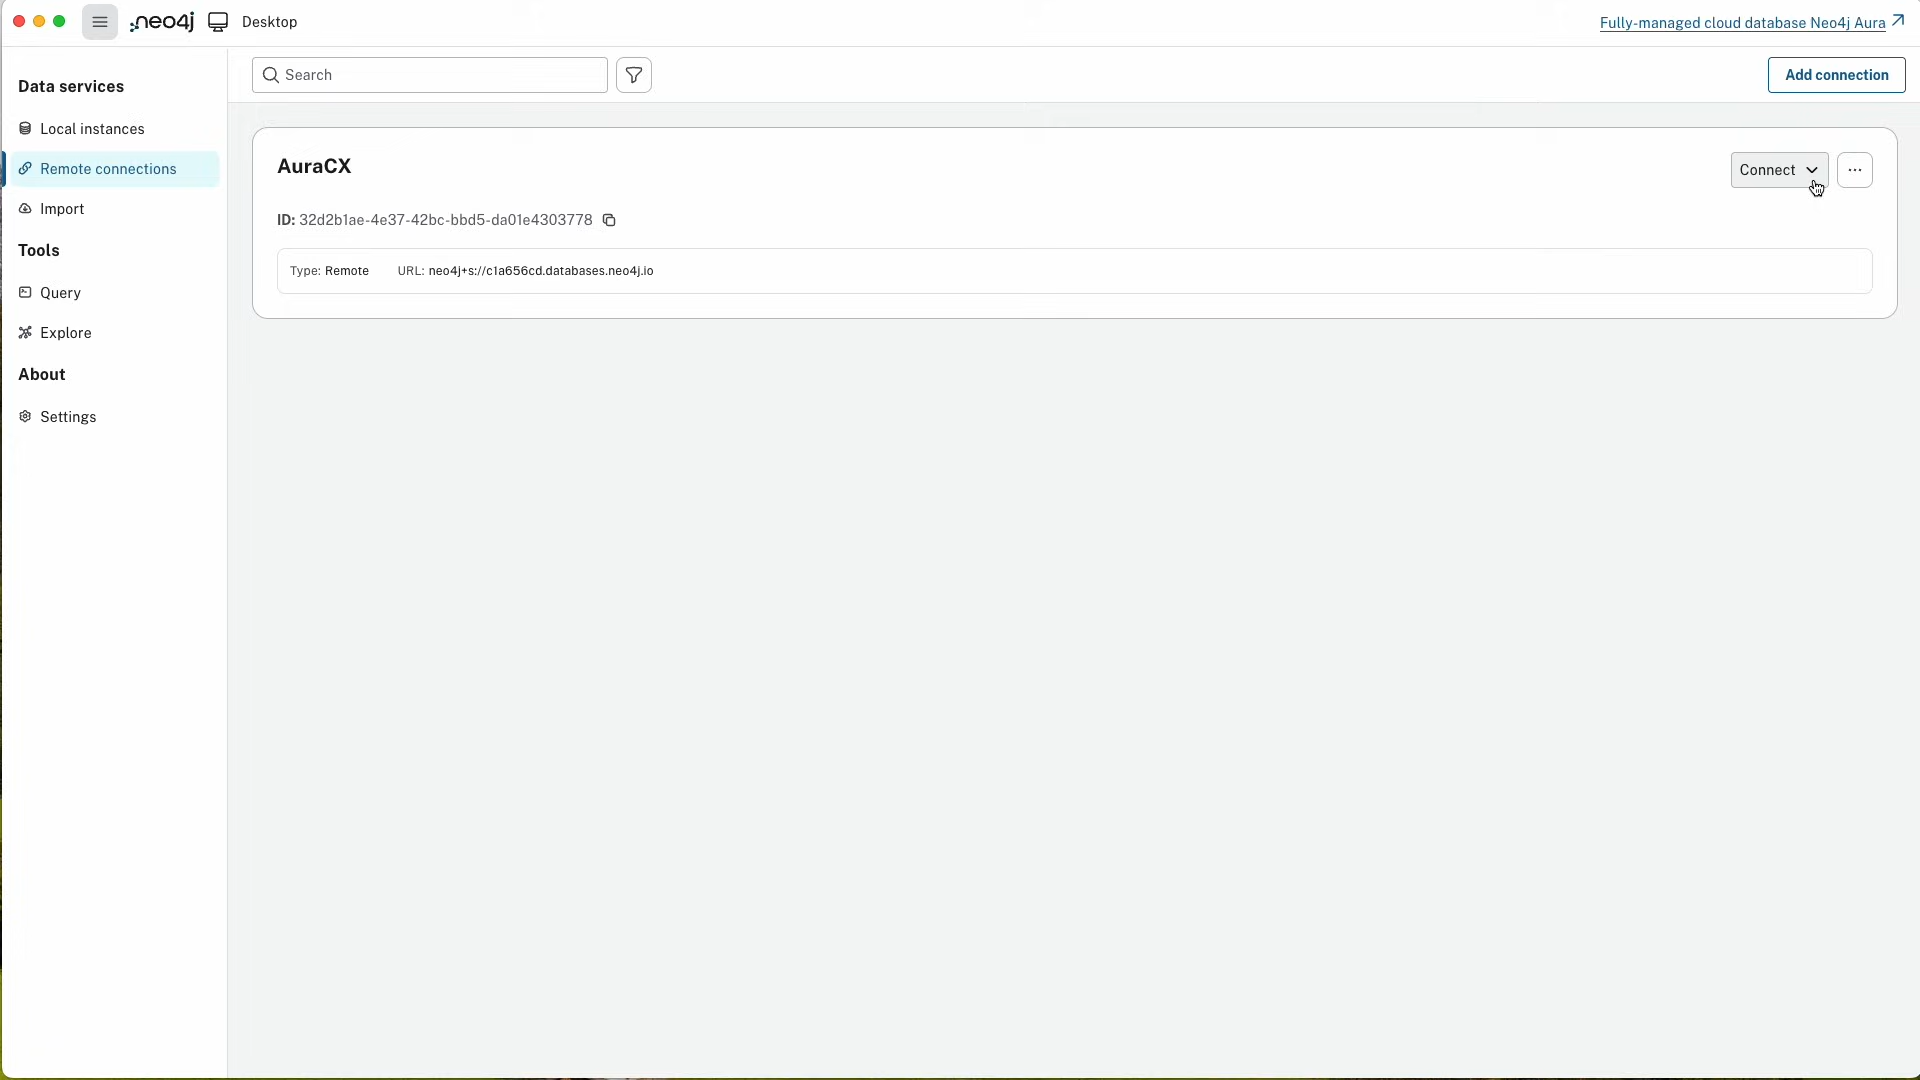 neo4j Desktop
Fully-managed cloud database Neo4j Aura
Data services
Local instances
Remote connections
Import
Tools
Query
Explore
About
Settings
Search
Add connection
AuraCX
Connect
ID: 32d2b1ae-4e37-42bc-bbd5-da01e4303778
Type: Remote URL: neo4j+s://c1a656cd.databases.neo4j.io